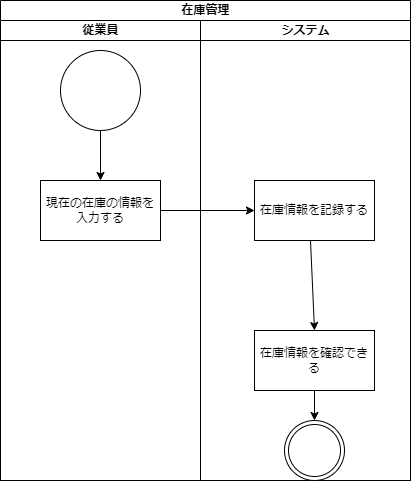 在庫管理
従業員
システム
現在の在庫の情報を
入力する
在庫情報を記録する
在庫情報を確認でき
る